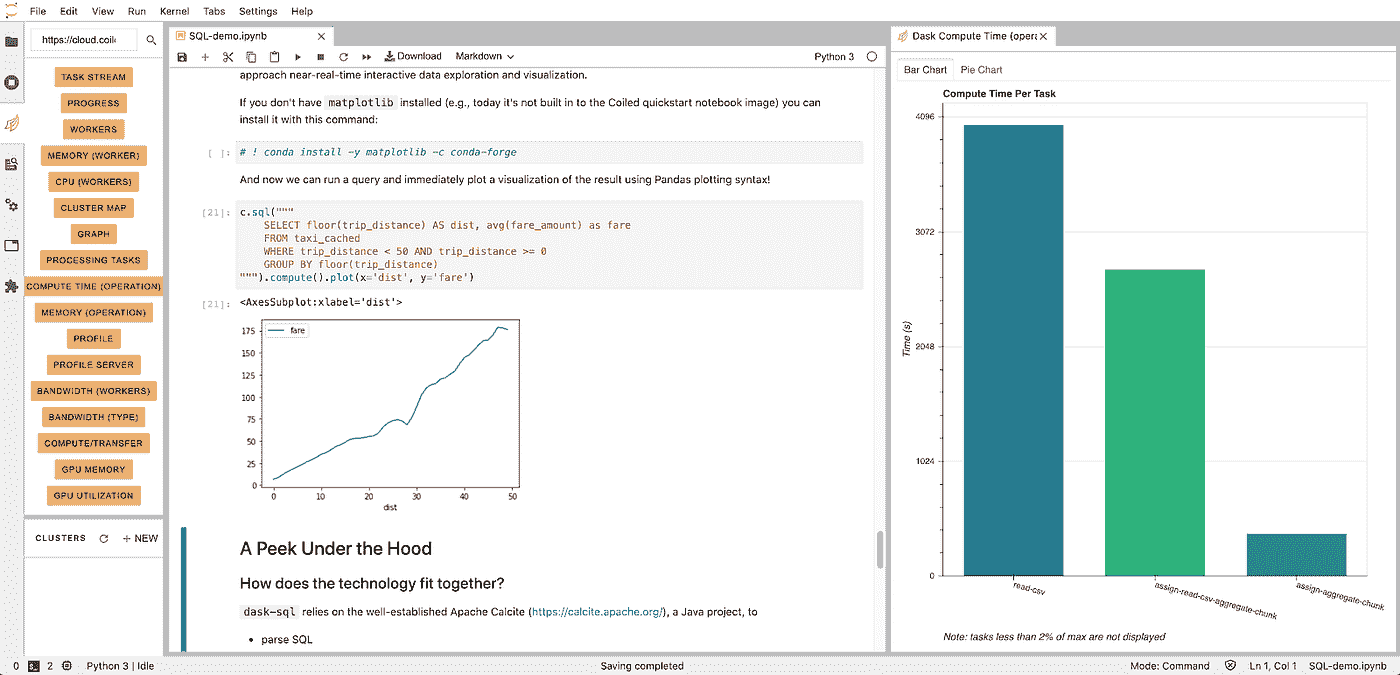 File Edit View Run Kernel Tabs Settings Help
https://cloud.coile
TASK STREAM
PROGRESS
WORKERS
MEMORY (WORKER)
CPU (WORKERS)
CLUSTER MAP
GRAPH
PROCESSING TASKS
COMPUTE TIME (OPERATION)
MEMORY (OPERATION)
PROFILE
PROFILE SERVER
BANDWIDTH (WORKERS)
BANDWIDTH (TYPE)
COMPUTE/TRANSFER
GPU MEMORY
GPU UTILIZATION
CLUSTERS + NEW
SQL-demo.ipynb
Download Markdown Python 3
approach near-real-time interactive data exploration and visualization.
If you don't have matplotlib installed (e.g., today it's not built in to the Coiled quickstart notebook image) you can
install it with this command:
[ ]: # ! conda install -y matplotlib -c conda-forge
And now we can run a query and immediately plot a visualization of the result using Pandas plotting syntax!
[21]: c.sql("""
SELECT floor(trip_distance) AS dist, avg(fare_amount) as fare
FROM taxi_cached
WHERE trip_distance < 50 AND trip_distance >= 0
GROUP BY floor(trip_distance)
""").compute().plot(x='dist', y='fare')
[21]: <AxesSubplot:xlabel='dist'>
fare
175
150
125
100
75
50
25
0
0 10 20 30 40 50
dist
A Peek Under the Hood
How does the technology fit together?
dask-sql relies on the well-established Apache Calcite (https://calcite.apache.org/), a Java project, to
• parse SQL
Dask Compute Time (opera
Bar Chart Pie Chart
Compute Time Per Task
4096
3072
2048
1024
0
Time (s)
read-csv
assign-read-csv-aggregate-chunk
assign-aggregate-chunk
Note: tasks less than 2% of max are not displayed
0 2 Python 3 | Idle Saving completed Mode: Command Ln 1, Col 1 SQL-demo.ipynb